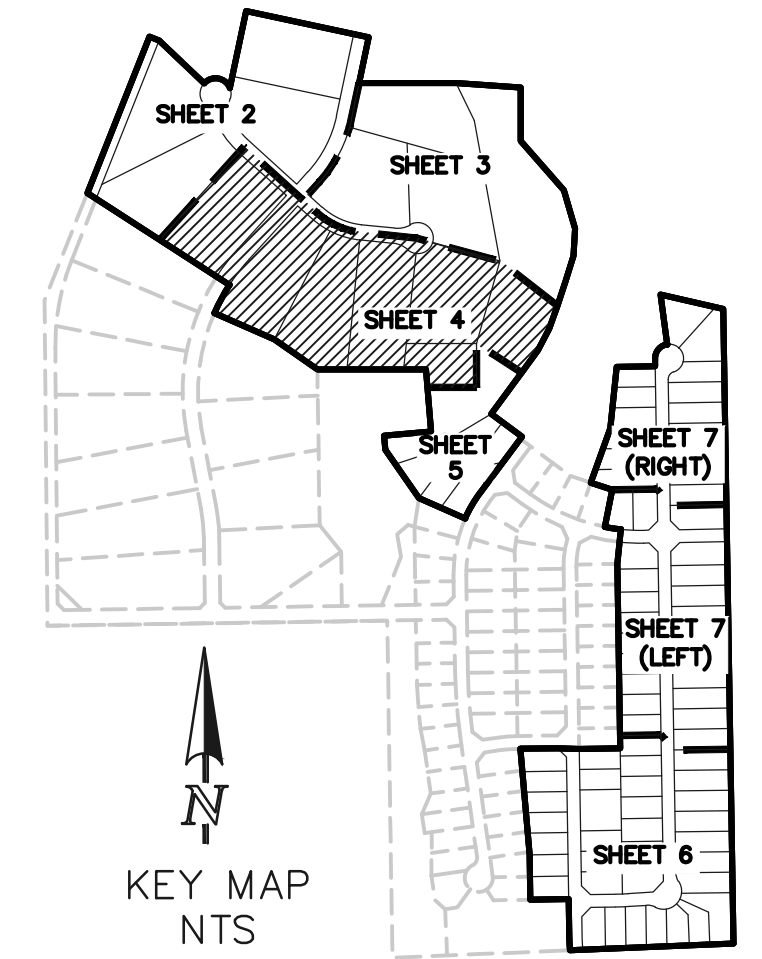 SHEET 2
SHEET 3
SHEET 4
SHEET
5
SHEET 7
(RIGHT)
SHEET 7
(LEFT)
SHEET 6
N
KEY MAP
NTS